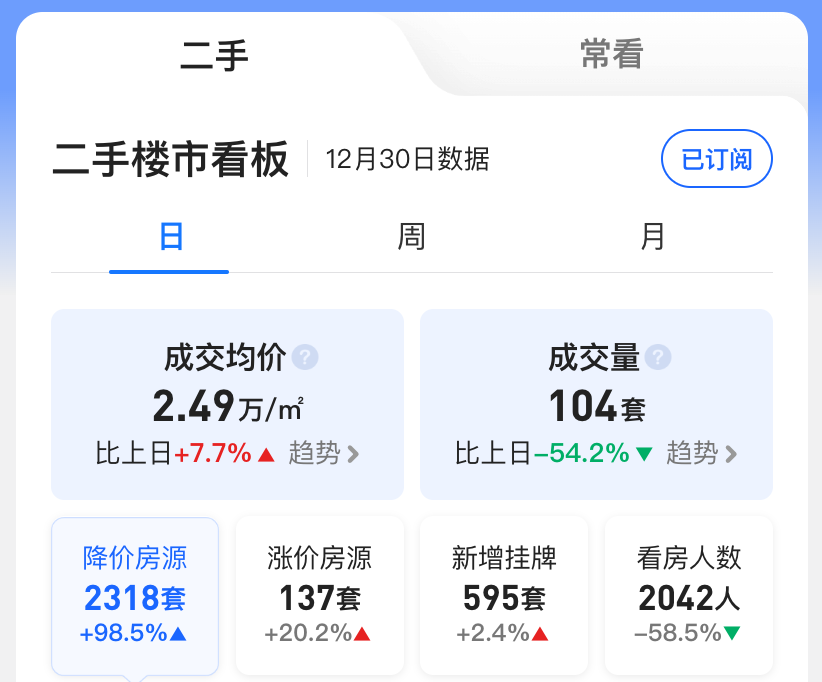 二手 常看
二手楼市看板 12月30日数据 已订阅
日 周 月
成交均价 ? 成交量 ?
2.49万/㎡ 104套
比上日+7.7%▲ 趋势 > 比上日-54.2%▼ 趋势 >
降价房源 涨价房源 新增挂牌 看房人数
2318套 137套 595套 2042人
+98.5%▲ +20.2%▲ +2.4%▲ -58.5%▼